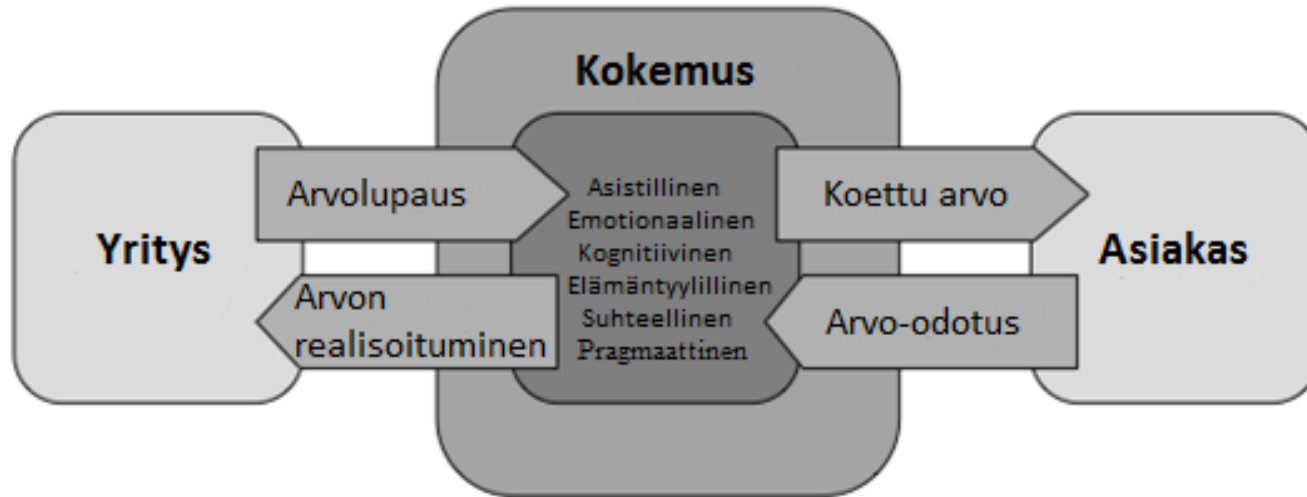 Kokemus
Yritys
Arvolupaus
Arvon
realisoituminen
Asistillinen
Emotionaalinen
Kognitiivinen
Elämäntyylillinen
Suhteellinen
Pragmaattinen
Koettu arvo
Arvo-odotus
Asiakas